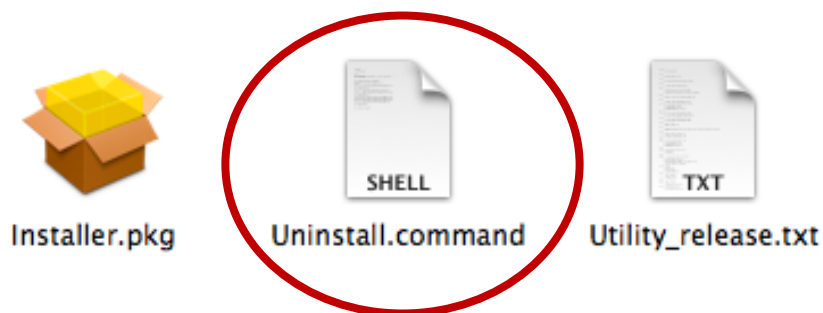 SHELL
TXT
Installer.pkg
Uninstall.command
Utility_release.txt